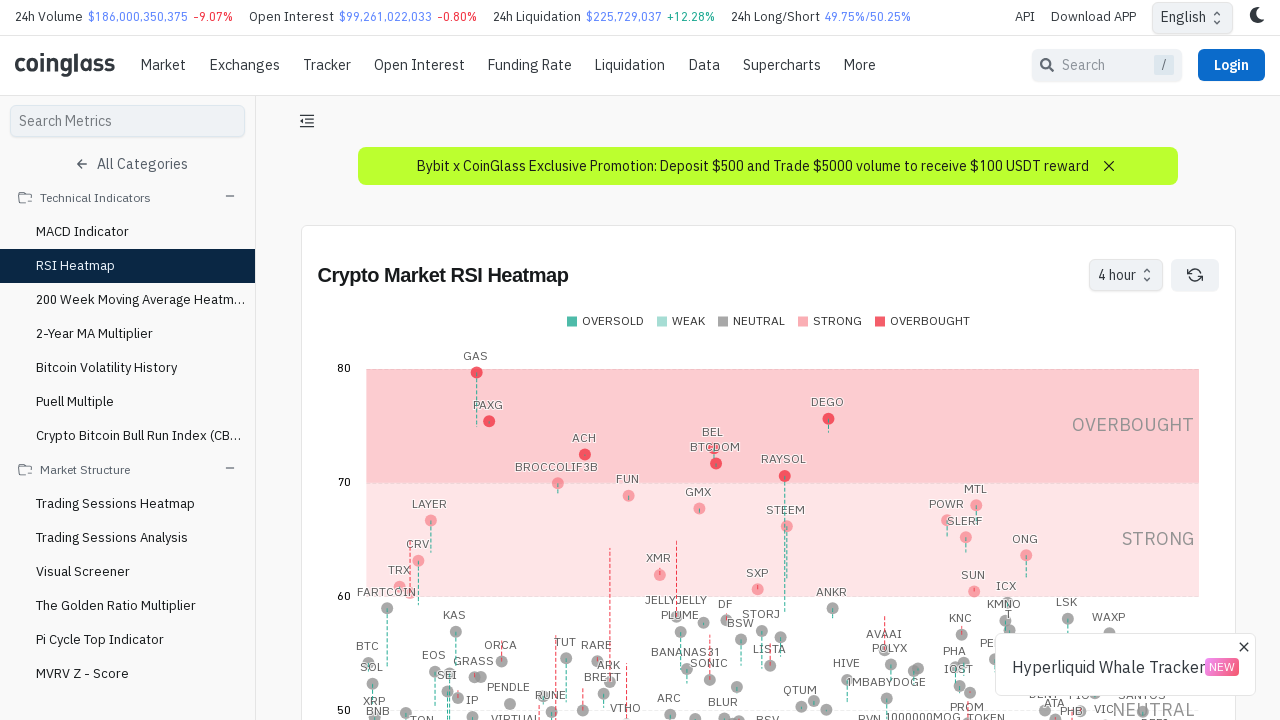 24h Volume $186,000,350,375 -9.07% Open Interest $99,261,022,033 -0.80% 24h Liquidation $225,729,037 +12.28% 24h Long/Short 49.75%/50.25% API Download APP English
coinglass Market Exchanges Tracker Open Interest Funding Rate Liquidation Data Supercharts More Search / Login
Search Metrics
All Categories
Technical Indicators
MACD Indicator
RSI Heatmap
200 Week Moving Average Heatm...
2-Year MA Multiplier
Bitcoin Volatility History
Puell Multiple
Crypto Bitcoin Bull Run Index (CB...
Market Structure
Trading Sessions Heatmap
Trading Sessions Analysis
Visual Screener
The Golden Ratio Multiplier
Pi Cycle Top Indicator
MVRV Z - Score
Bybit x CoinGlass Exclusive Promotion: Deposit $500 and Trade $5000 volume to receive $100 USDT reward
Crypto Market RSI Heatmap
4 hour
OVERSOLD WEAK NEUTRAL STRONG OVERBOUGHT
GAS
80
PAXG DEGO
OVERBOUGHT
BEL
ACH BTCDOM
BROCCOLIF3B RAYSOL
FUN
70
GMX MTL
LAYER STEEM POWR
SLERF
CRV ONG STRONG
XMR
TRX SXP SUN
FARTCOIN ICX
60
ANKR
JELLYJELLY DF KMNO LSK
KAS PLUME STORJ KNC T WAXP
BSW
AVAAI
BTC ORCA TUT RARE LISTA POLYX PE
EOS GRASS BANANAS31 SONIC PHA
SOL SEI ARK HIVE IOST
BRETT 1MBABYDOGE
PENDLE QTUM
XRP IP RUNE ARC BLUR ATA
BNB VTHO PROM PHB VIC
50
NEUTRAL
TON VIRTUAL BSV PVN 1000000MOG TOKEN
Hyperliquid Whale Tracker NEW